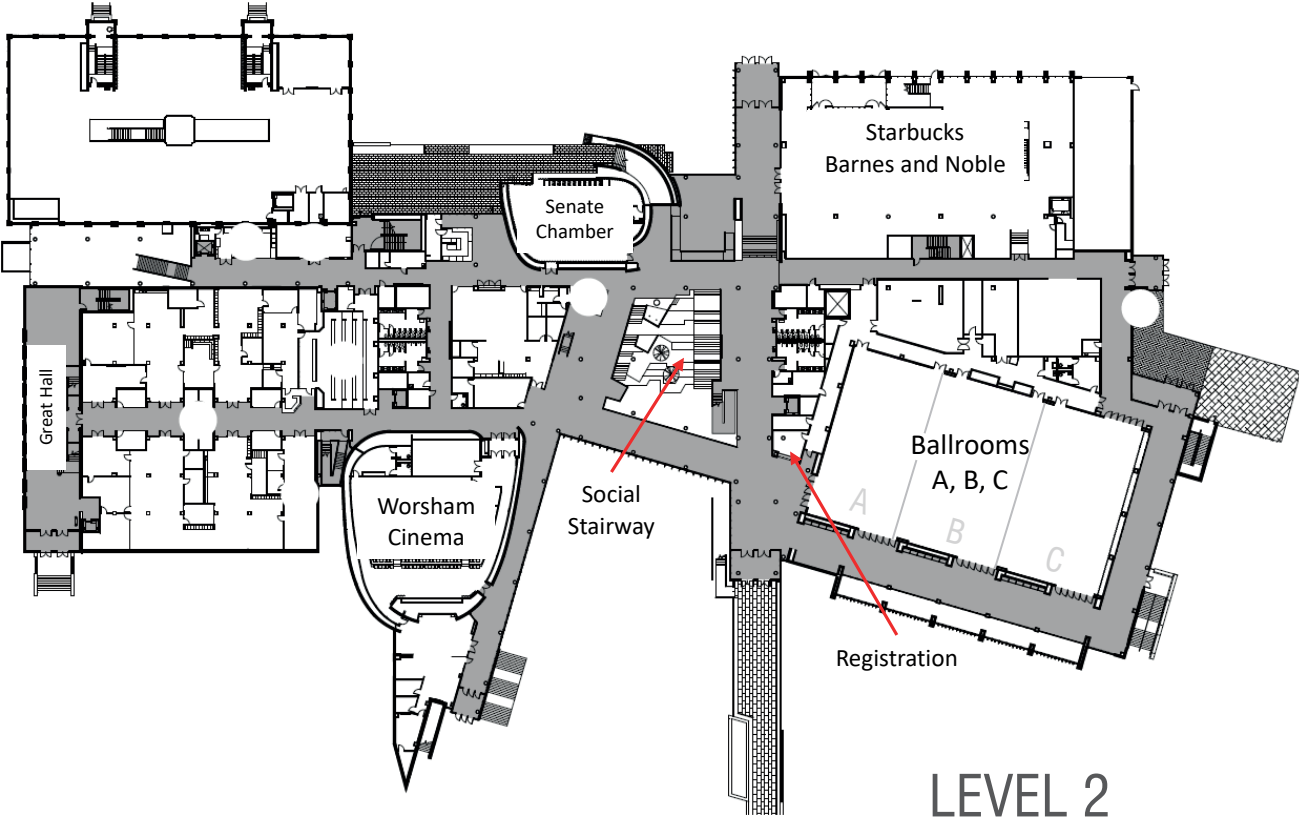 Starbucks
Barnes and Noble
Senate
Chamber
Great Hall
Ballrooms
A, B, C
A
B
C
Worsham
Cinema
Social
Stairway
Registration
LEVEL 2